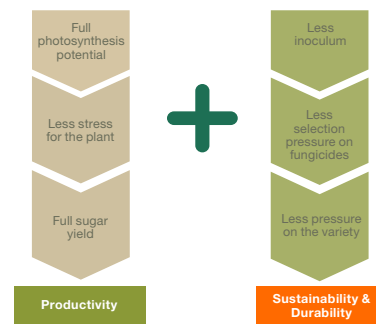 Full
photosynthesis
potential
Less stress
for the plant
Full sugar
yield
Productivity
Less
inoculum
Less
selection
pressure on
fungicides
Less pressure
on the variety
Sustainability &
Durability